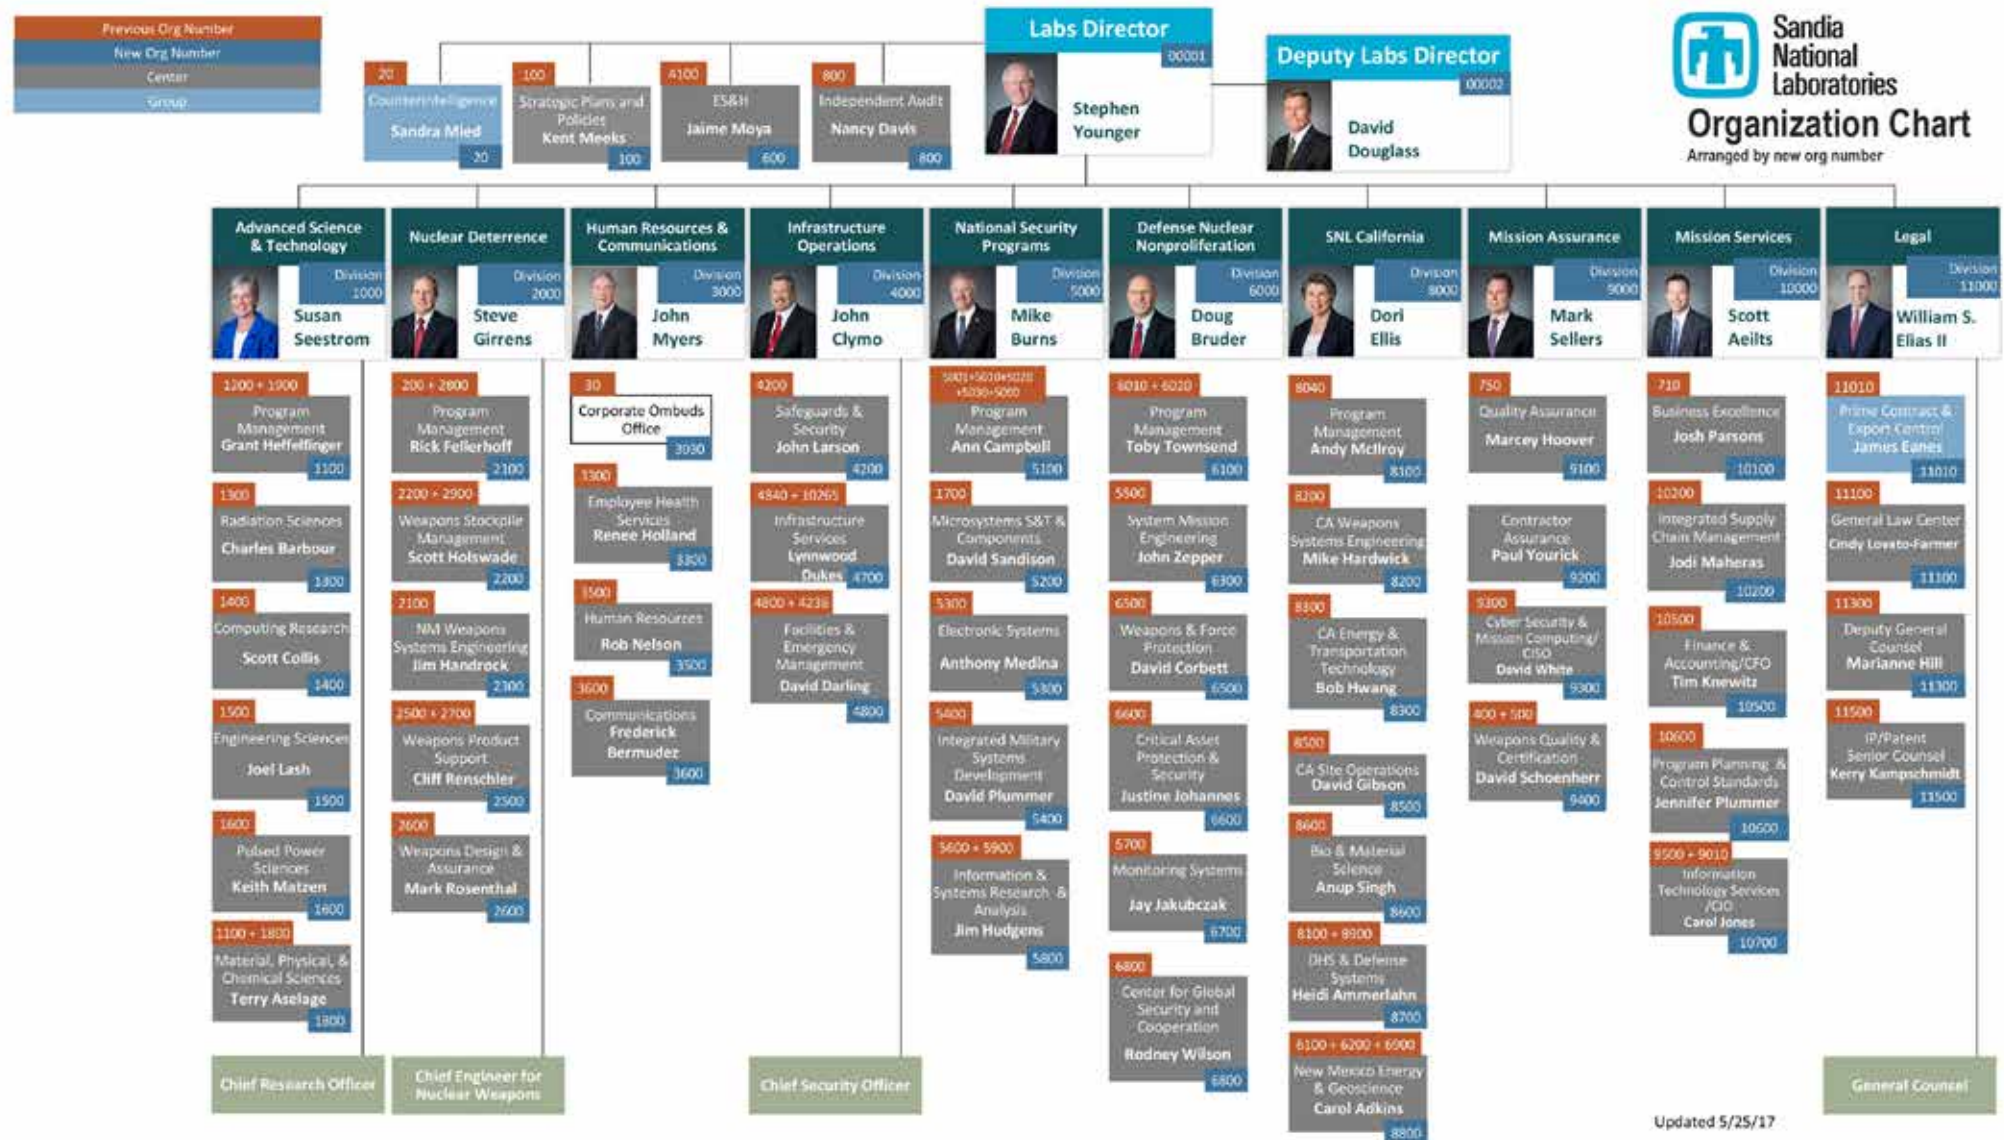 Previous Org Number
New Org Number
Center
Group
20
Counterintelligence
Sandra Mled
20
100
Strategic Plans and
Policies
Kent Meeks
100
4100
ES&H
Jaime Moya
600
800
Independent Audit
Nancy Davis
800
Labs Director
00001
Stephen
Younger
Deputy Labs Director
00002
David
Douglass
Sandia
National
Laboratories
Organization Chart
Arranged by new org number
Advanced Science
& Technology
Division
1000
Susan
Seestrom
1200 + 1900
Program
Management
Grant Heffelfinger
1100
1300
Radiation Sciences
Charles Barbour
1300
1400
Computing Research
Scott Collis
1400
1500
Engineering Sciences
Joel Lash
1500
1600
Pulsed Power
Sciences
Keith Matzen
1600
1100 + 1800
Material, Physical, &
Chemical Sciences
Terry Aselage
1800
Chief Research Officer
Nuclear Deterrence
Division
2000
Steve
Girrens
200 + 2800
Program
Management
Rick Fellerhoff
2100
2200 + 2900
Weapons Stockpile
Management
Scott Holswade
2200
2100
NM Weapons
Systems Engineering
Jim Handrock
2300
2500 + 2700
Weapons Product
Support
Cliff Renschler
2500
2600
Weapons Design &
Assurance
Mark Rosenthal
2600
Chief Engineer for
Nuclear Weapons
Human Resources &
Communications
Division
3000
John
Myers
30
Corporate Ombuds
Office
3030
3300
Employee Health
Services
Renee Holland
3300
3500
Human Resources
Rob Nelson
3500
3600
Communications
Frederick
Bermudez
3600
Infrastructure
Operations
Division
4000
John
Clymo
4200
Safeguards &
Security
John Larson
4200
4840 + 10265
Infrastructure
Services
Lynnwood
Dukes 4700
4800 + 4238
Facilities &
Emergency
Management
David Darling
4800
Chief Security Officer
National Security
Programs
Division
5000
Mike
Burns
Program
Management
Ann Campbell
5100
1700
Microsystems S&T &
Components
David Sandison
5200
5300
Electronic Systems
Anthony Medina
5300
5400
Integrated Military
Systems
Development
David Plummer
5400
5600 + 5900
Information &
Systems Research &
Analysis
Jim Hudgens
5800
Defense Nuclear
Nonproliferation
Division
6000
Doug
Bruder
6010 + 6020
Program
Management
Toby Townsend
6100
5500
System Mission
Engineering
John Zepper
6300
6500
Weapons & Force
Protection
David Corbett
6500
6600
Critical Asset
Protection &
Security
Justine Johannes
6600
5700
Monitoring Systems
Jay Jakubczak
6700
6800
Center for Global
Security and
Cooperation
Rodney Wilson
6800
SNL California
Division
8000
Dori
Ellis
8040
Program
Management
Andy McIlroy
8100
8200
CA Weapons
Systems Engineering
Mike Hardwick
8200
8300
CA Energy &
Transportation
Technology
Bob Hwang
8300
8500
CA Site Operations
David Gibson
8500
8600
Bio & Material
Science
Anup Singh
8600
8100 + 8900
DHS & Defense
Systems
Heidi Ammerlahn
8700
6100 + 6200 + 6900
New Mexico Energy
& Geoscience
Carol Adkins
8800
Mission Assurance
Division
9000
Mark
Sellers
750
Quality Assurance
Marcey Hoover
9100
Contractor
Assurance
Paul Yourick
9200
9300
Cyber Security &
Mission Computing/
CISO
David White
9300
400 + 500
Weapons Quality &
Certification
David Schoenherr
9400
Mission Services
Division
10000
Scott
Aeilts
710
Business Excellence
Josh Parsons
10100
10200
Integrated Supply
Chain Management
Jodi Maheras
10200
10500
Finance &
Accounting/CFO
Tim Knewitz
10500
10600
Program Planning &
Control Standards
Jennifer Plummer
10600
9500 + 9010
Information
Technology Services
/CIO
Carol Jones
10700
Legal
Division
11000
William S.
Elias II
11010
Prime Contract &
Export Control
James Eanes
11010
11100
General Law Center
Cindy Lovato-Farmer
11100
11300
Deputy General
Counsel
Marianne Hill
11300
11500
IP/Patent
Senior Counsel
Kerry Kampschmidt
11500
General Counsel
Updated 5/25/17